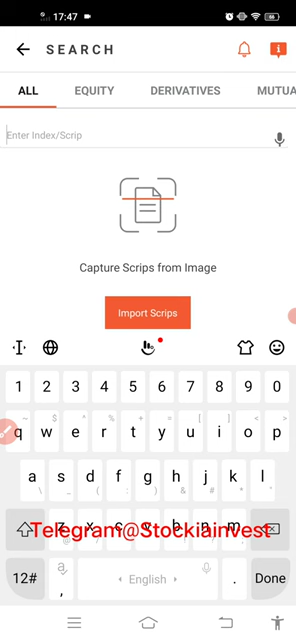 17:47
SEARCH
ALL EQUITY DERIVATIVES MUTUA
Enter Index/Scrip
Capture Scrips from Image
Import Scrips
1 2 3 4 5 6 7 8 9 0
q w e r t y u i o p
a s d f g h j k l
z x c v b n m
Telegram@Stockiainvest
12# , English . Done